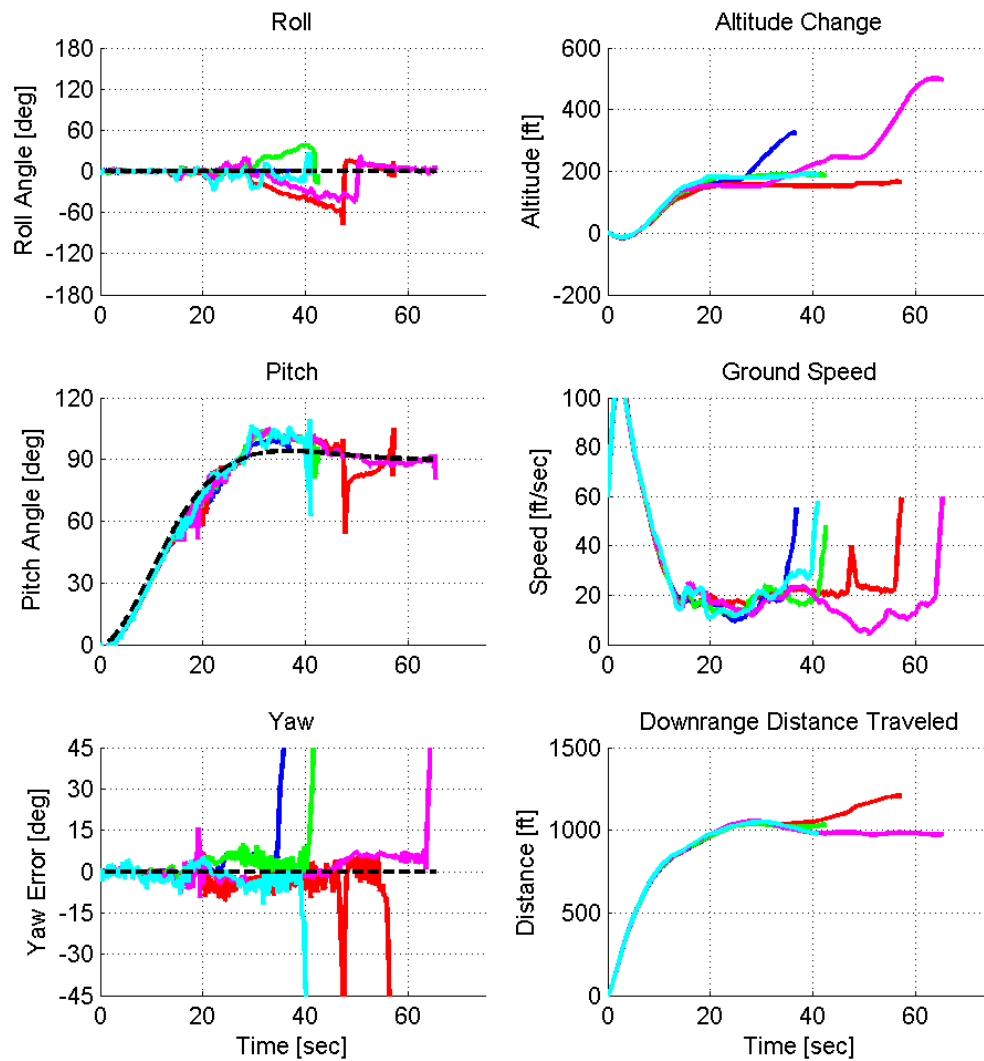 Roll
180
120
60
0
-60
-120
-180
Roll Angle [deg]
0 20 40 60
Altitude Change
600
400
200
0
-200
Altitude [ft]
0 20 40 60
Pitch
120
90
60
30
0
Pitch Angle [deg]
0 20 40 60
Ground Speed
100
80
60
40
20
0
Speed [ft/sec]
0 20 40 60
Yaw
45
30
15
0
-15
-30
-45
Yaw Error [deg]
0 20 40 60
Time [sec]
Downrange Distance Traveled
1500
1000
500
0
Distance [ft]
0 20 40 60
Time [sec]